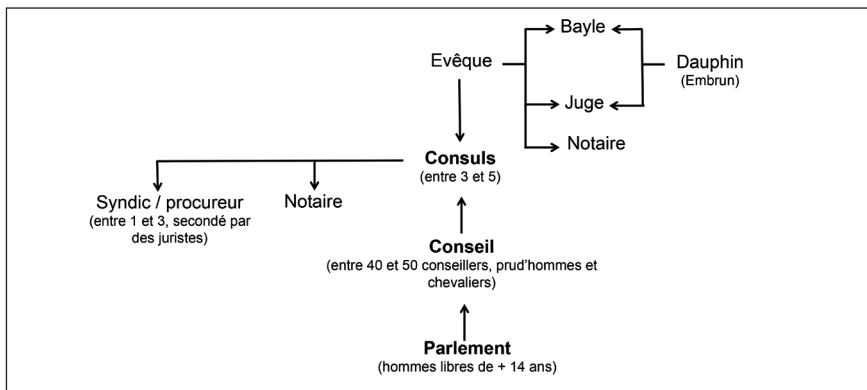 Bayle
Evêque
Dauphin
(Embrun)
Juge
Notaire
Consuls
(entre 3 et 5)
Syndic / procureur
(entre 1 et 3, secondé par
des juristes)
Notaire
Conseil
(entre 40 et 50 conseillers, prud'hommes et
chevaliers)
Parlement
(hommes libres de + 14 ans)